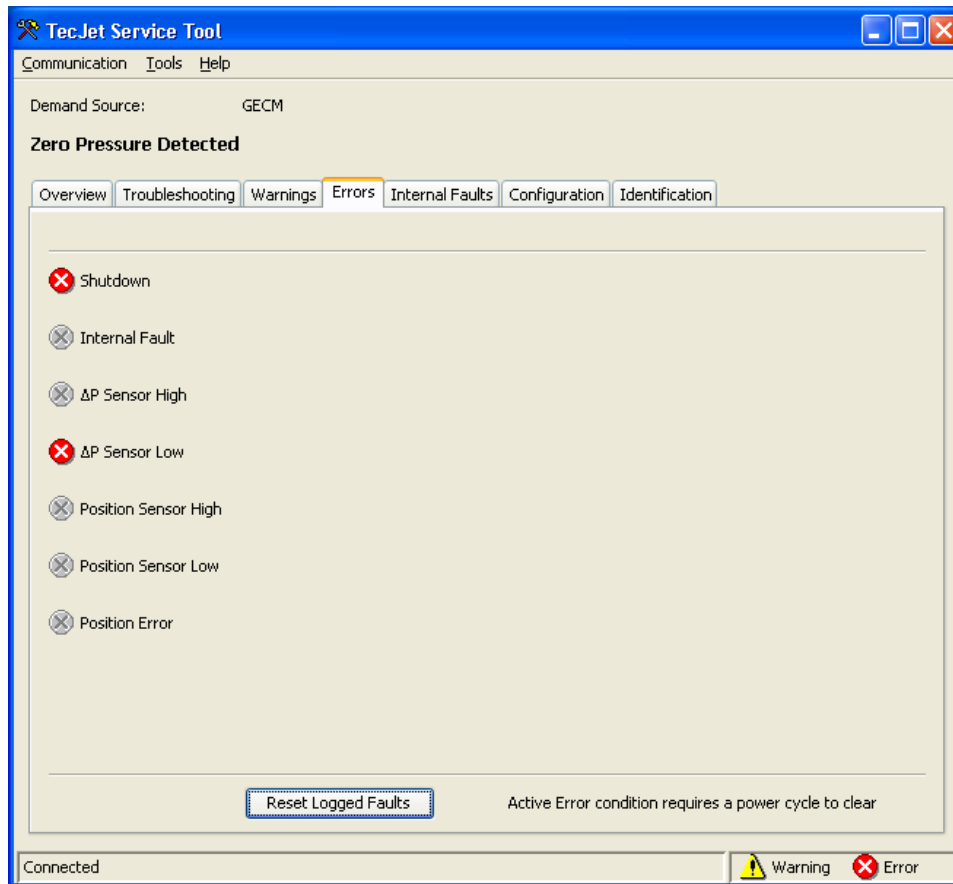 TecJet Service Tool
Communication Tools Help
Demand Source: GECM
Zero Pressure Detected
Overview Troubleshooting Warnings Errors Internal Faults Configuration Identification
Shutdown
Internal Fault
ΔP Sensor High
ΔP Sensor Low
Position Sensor High
Position Sensor Low
Position Error
Reset Logged Faults Active Error condition requires a power cycle to clear
Connected Warning Error